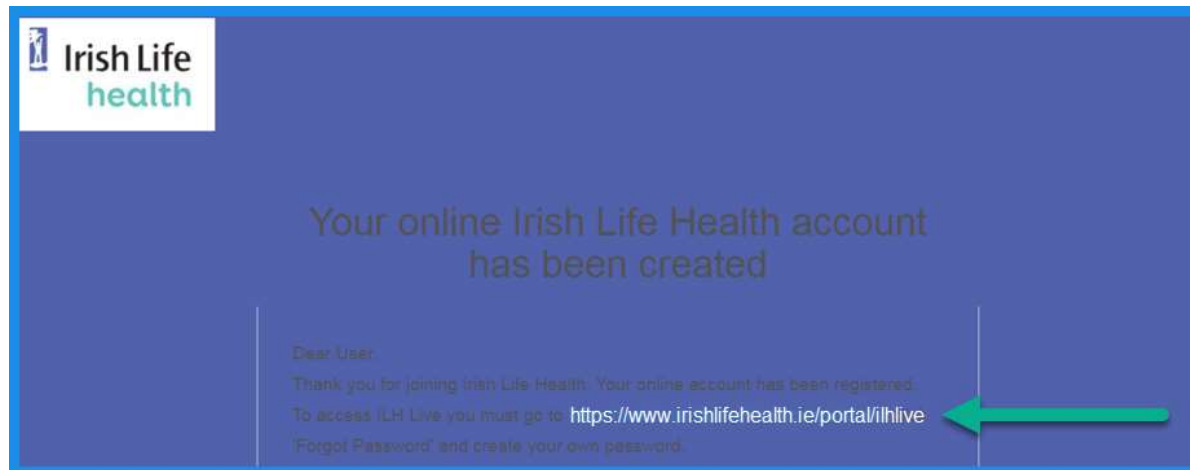 Irish Life
health
Your online Irish Life Health account
has been created
Dear User,
Thank you for joining Irish Life Health. Your online account has been registered.
To access ILH Live you must go to https://www.irishlifehealth.ie/portal/ilhlive
'Forgot Password' and create your own password.